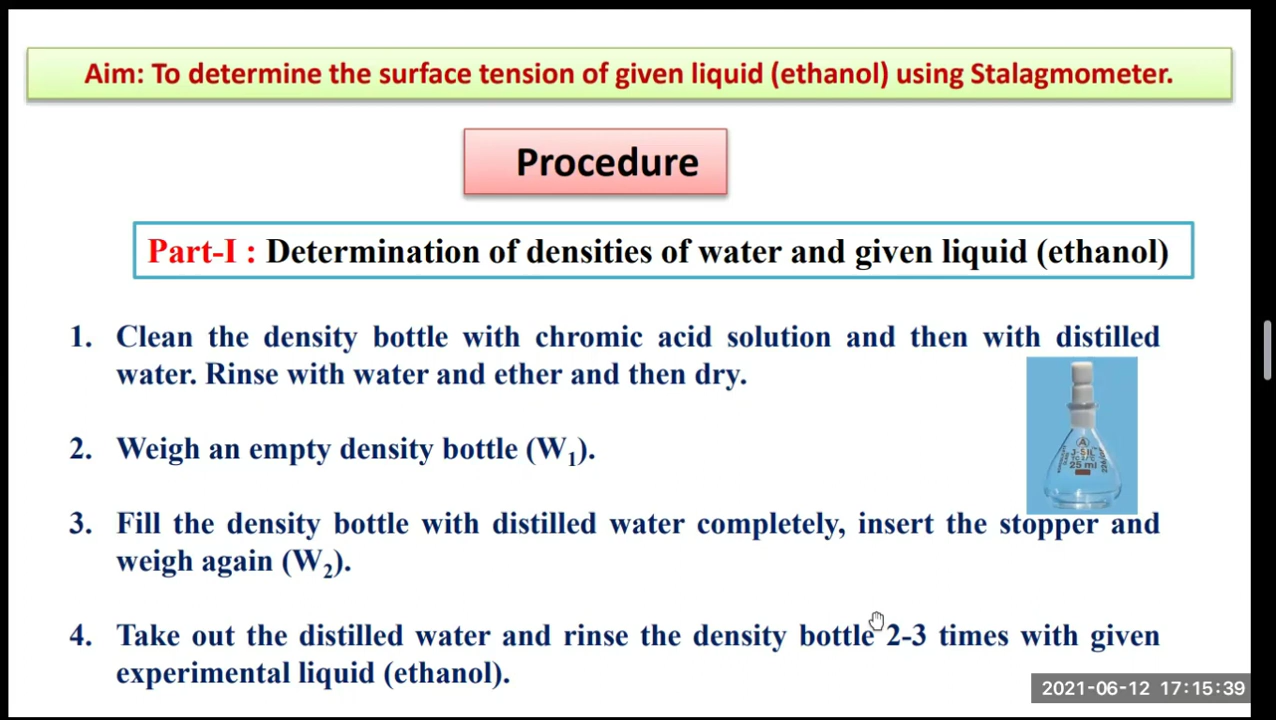 Aim: To determine the surface tension of given liquid (ethanol) using Stalagmometer.
Procedure
Part-I : Determination of densities of water and given liquid (ethanol)
1. Clean the density bottle with chromic acid solution and then with distilled
water. Rinse with water and ether and then dry.
2. Weigh an empty density bottle (W1).
3. Fill the density bottle with distilled water completely, insert the stopper and
weigh again (W2).
4. Take out the distilled water and rinse the density bottle 2-3 times with given
experimental liquid (ethanol).
A
J-SIL
25 ml
2021-06-12 17:15:39